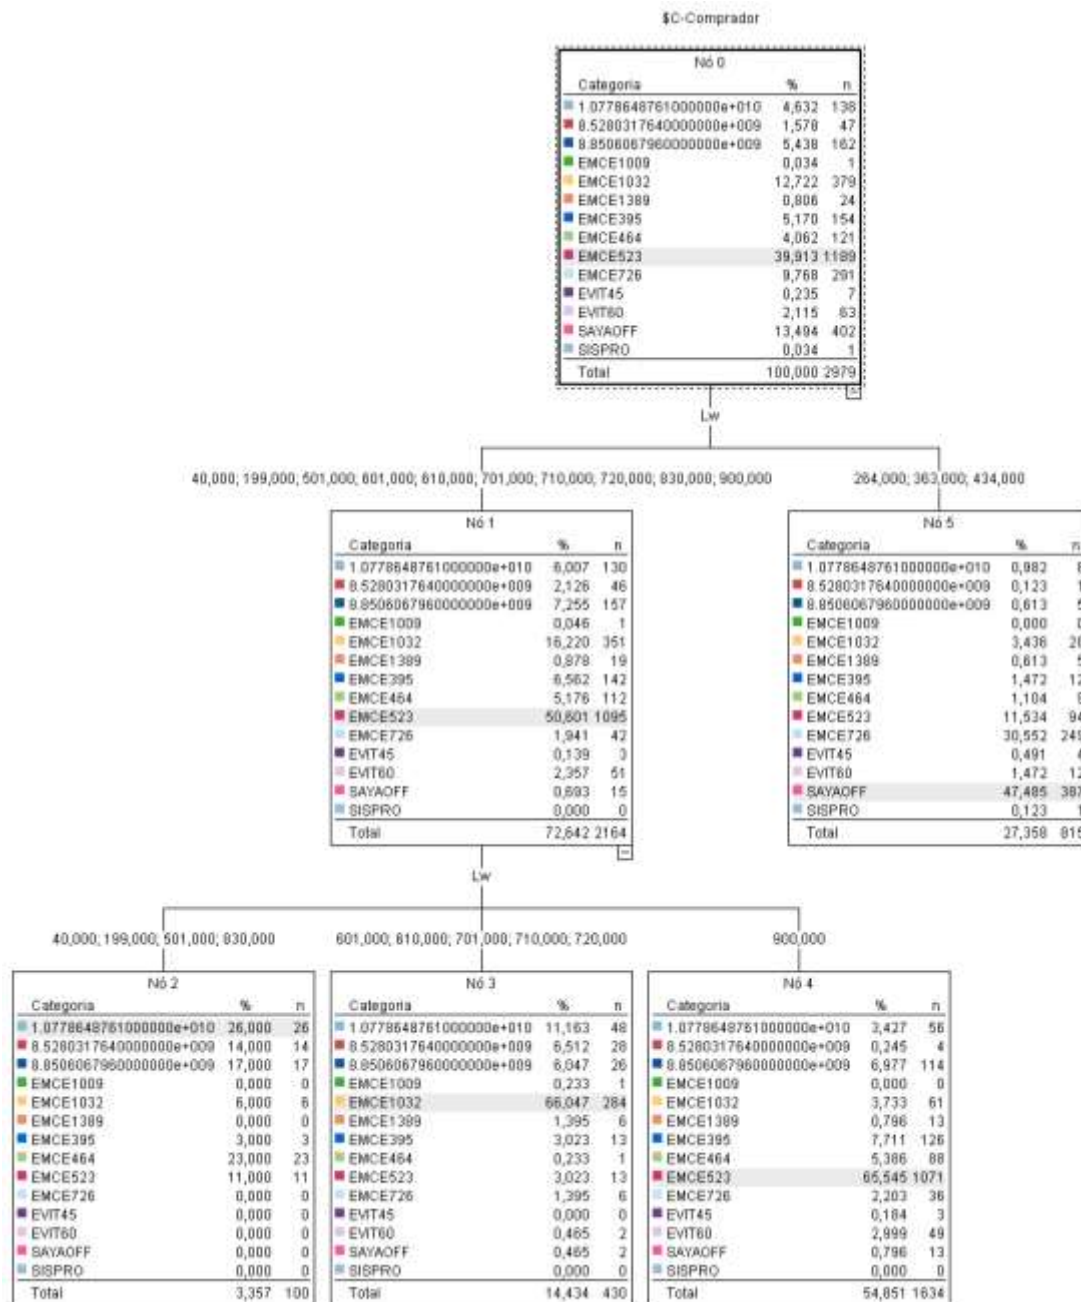 $C-Comprador
Nó 0
Categoria % n
1.0778648761000000e+010 4,632 138
8.5280317640000000e+009 1,578 47
8.8506067960000000e+009 5,438 162
EMCE1009 0,034 1
EMCE1032 12,722 379
EMCE1389 0,806 24
EMCE395 5,170 154
EMCE464 4,062 121
EMCE523 39,913 1189
EMCE726 9,768 291
EVIT45 0,235 7
EVIT60 2,115 63
SAYAOFF 13,494 402
SISPRO 0,034 1
Total 100,000 2979
Lw
40,000; 199,000; 501,000; 601,000; 610,000; 701,000; 710,000; 720,000; 830,000; 900,000
264,000; 363,000; 434,000
Nó 1
Categoria % n
1.0778648761000000e+010 6,007 130
8.5280317640000000e+009 2,126 46
8.8506067960000000e+009 7,255 157
EMCE1009 0,046 1
EMCE1032 16,220 351
EMCE1389 0,878 19
EMCE395 6,562 142
EMCE464 5,176 112
EMCE523 50,601 1095
EMCE726 1,941 42
EVIT45 0,139 3
EVIT60 2,357 51
SAYAOFF 0,693 15
SISPRO 0,000 0
Total 72,642 2164
Nó 5
Categoria % n
1.0778648761000000e+010 0,982 8
8.5280317640000000e+009 0,123 1
8.8506067960000000e+009 0,613 5
EMCE1009 0,000 0
EMCE1032 3,436 28
EMCE1389 0,613 5
EMCE395 1,472 12
EMCE464 1,104 9
EMCE523 11,534 94
EMCE726 30,552 249
EVIT45 0,491 4
EVIT60 1,472 12
SAYAOFF 47,485 387
SISPRO 0,123 1
Total 27,358 815
Lw
40,000; 199,000; 501,000; 830,000
601,000; 610,000; 701,000; 710,000; 720,000
900,000
Nó 2
Categoria % n
1.0778648761000000e+010 26,000 26
8.5280317640000000e+009 14,000 14
8.8506067960000000e+009 17,000 17
EMCE1009 0,000 0
EMCE1032 6,000 6
EMCE1389 0,000 0
EMCE395 3,000 3
EMCE464 23,000 23
EMCE523 11,000 11
EMCE726 0,000 0
EVIT45 0,000 0
EVIT60 0,000 0
SAYAOFF 0,000 0
SISPRO 0,000 0
Total 3,357 100
Nó 3
Categoria % n
1.0778648761000000e+010 11,163 48
8.5280317640000000e+009 6,512 28
8.8506067960000000e+009 6,047 26
EMCE1009 0,233 1
EMCE1032 66,047 284
EMCE1389 1,395 6
EMCE395 3,023 13
EMCE464 0,233 1
EMCE523 3,023 13
EMCE726 1,395 6
EVIT45 0,000 0
EVIT60 0,465 2
SAYAOFF 0,465 2
SISPRO 0,000 0
Total 14,434 430
Nó 4
Categoria % n
1.0778648761000000e+010 3,427 56
8.5280317640000000e+009 0,245 4
8.8506067960000000e+009 6,977 114
EMCE1009 0,000 0
EMCE1032 3,733 61
EMCE1389 0,796 13
EMCE395 7,711 126
EMCE464 5,386 88
EMCE523 65,545 1071
EMCE726 2,203 36
EVIT45 0,184 3
EVIT60 2,999 49
SAYAOFF 0,796 13
SISPRO 0,000 0
Total 54,851 1634